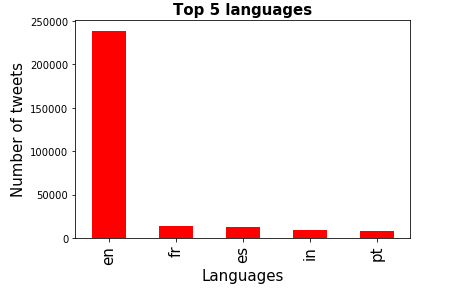 Top 5 languages
Number of tweets
250000
200000
150000
100000
50000
0
en
fr
es
in
pt
Languages